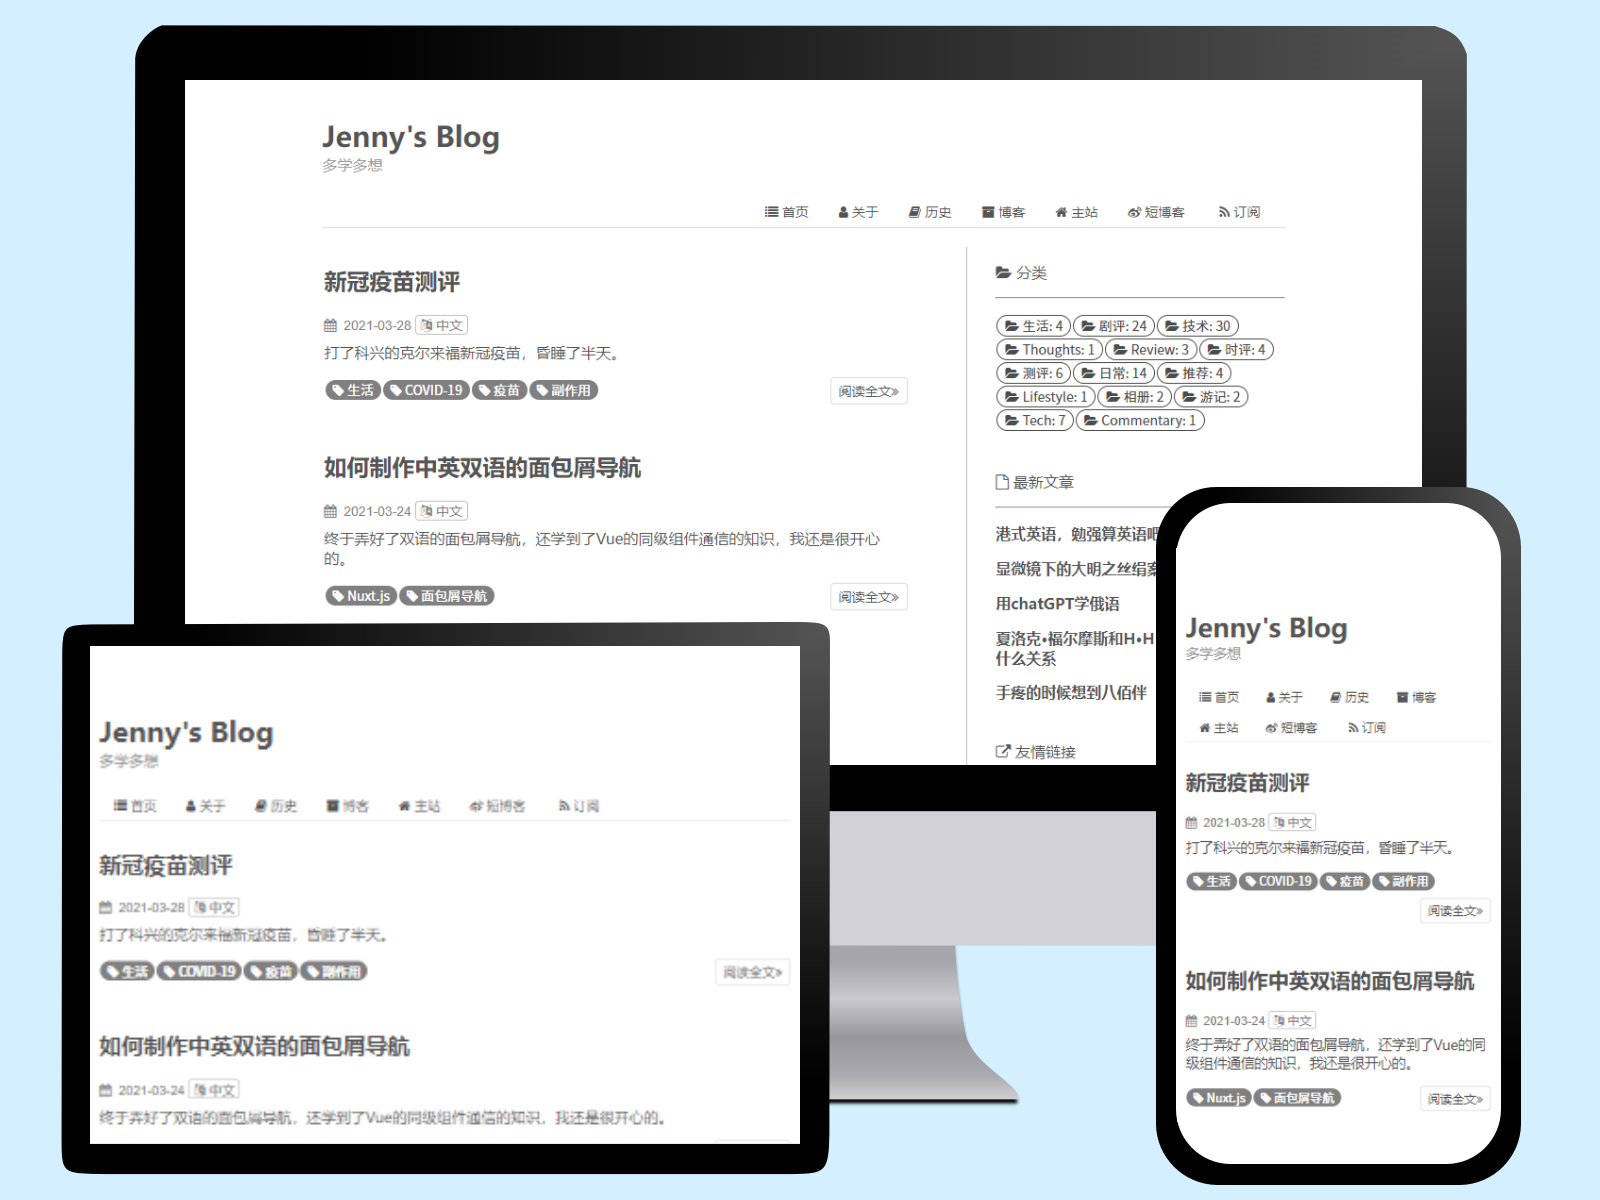 Jenny's Blog
多学多想
首页 关于 历史 博客 主站 短博客 订阅
新冠疫苗测评
2021-03-28 中文
打了科兴的克尔来福新冠疫苗，昏睡了半天。
生活 COVID-19 疫苗 副作用
阅读全文»
如何制作中英双语的面包屑导航
2021-03-24 中文
终于弄好了双语的面包屑导航，还学到了Vue的同级组件通信的知识，我还是很开心
的。
Nuxt.js 面包屑导航
阅读全文»
分类
生活: 4 剧评: 24 技术: 30
Thoughts: 1 Review: 3 时评: 4
测评: 6 日常: 14 推荐: 4
Lifestyle: 1 相册: 2 游记: 2
Tech: 7 Commentary: 1
最新文章
港式英语，勉强算英语吧
显微镜下的大明之丝绢案
用chatGPT学俄语
夏洛克•福尔摩斯和H•H
什么关系
手疼的时候想到八佰伴
友情链接
Jenny's Blog
多学多想
首页 关于 历史 博客 主站 短博客 订阅
新冠疫苗测评
2021-03-28 中文
打了科兴的克尔来福新冠疫苗，昏睡了半天。
生活 COVID-19 疫苗 副作用
阅读全文»
如何制作中英双语的面包屑导航
2021-03-24 中文
终于弄好了双语的面包屑导航，还学到了Vue的同级组件通信的知识，我还是很开心的。
Jenny's Blog
多学多想
首页 关于 历史 博客
主站 短博客 订阅
新冠疫苗测评
2021-03-28 中文
打了科兴的克尔来福新冠疫苗，昏睡了半天。
生活 COVID-19 疫苗 副作用
阅读全文»
如何制作中英双语的面包屑导航
2021-03-24 中文
终于弄好了双语的面包屑导航，还学到了Vue的同
级组件通信的知识，我还是很开心的。
Nuxt.js 面包屑导航
阅读全文»